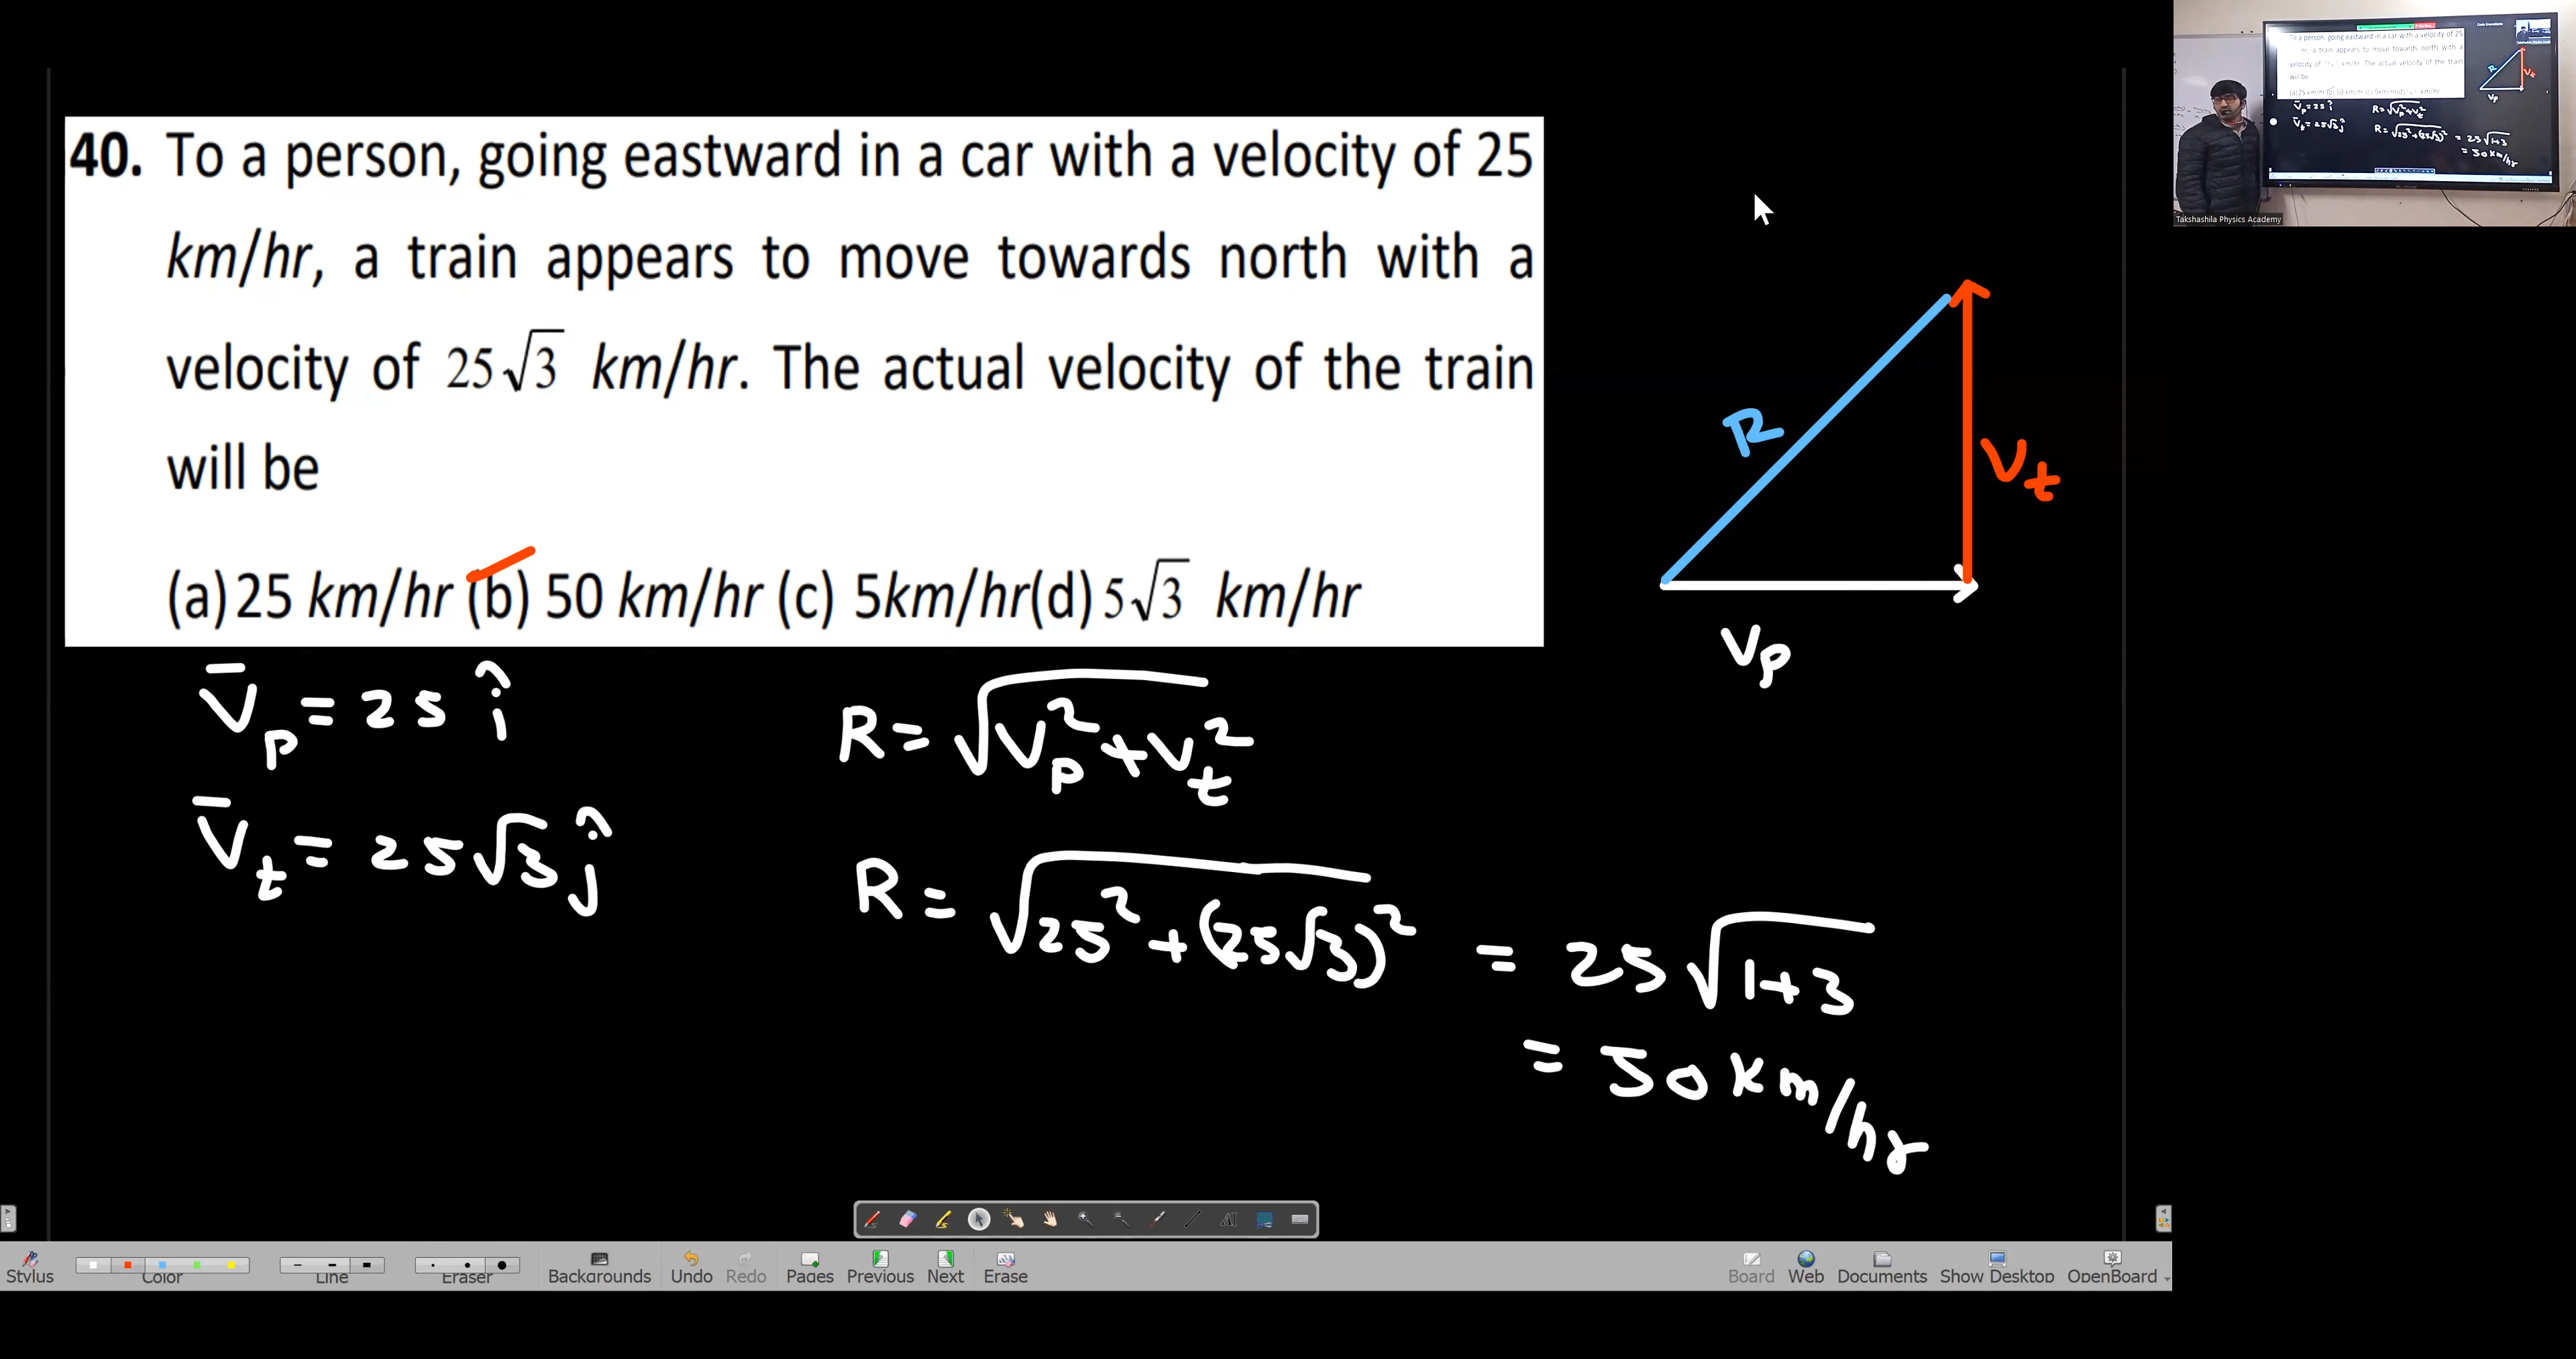 40. To a person, going eastward in a car with a velocity of 25
km/hr, a train appears to move towards north with a
velocity of 25√3 km/hr. The actual velocity of the train
will be
(a) 25 km/hr (b) 50 km/hr (c) 5km/hr(d) 5√3 km/hr
V̄p = 25 î
V̄t = 25√3 ĵ
R = √Vp² + Vt²
R = √25² + (25√3)² = 25 √1+3
= 50 km/hr
R
Vt
Vp
Takshashila Physics Academy
Stylus
Color
Line
Eraser
Backgrounds
Undo
Redo
Pages
Previous
Next
Erase
Board
Web
Documents
Show Desktop
OpenBoard